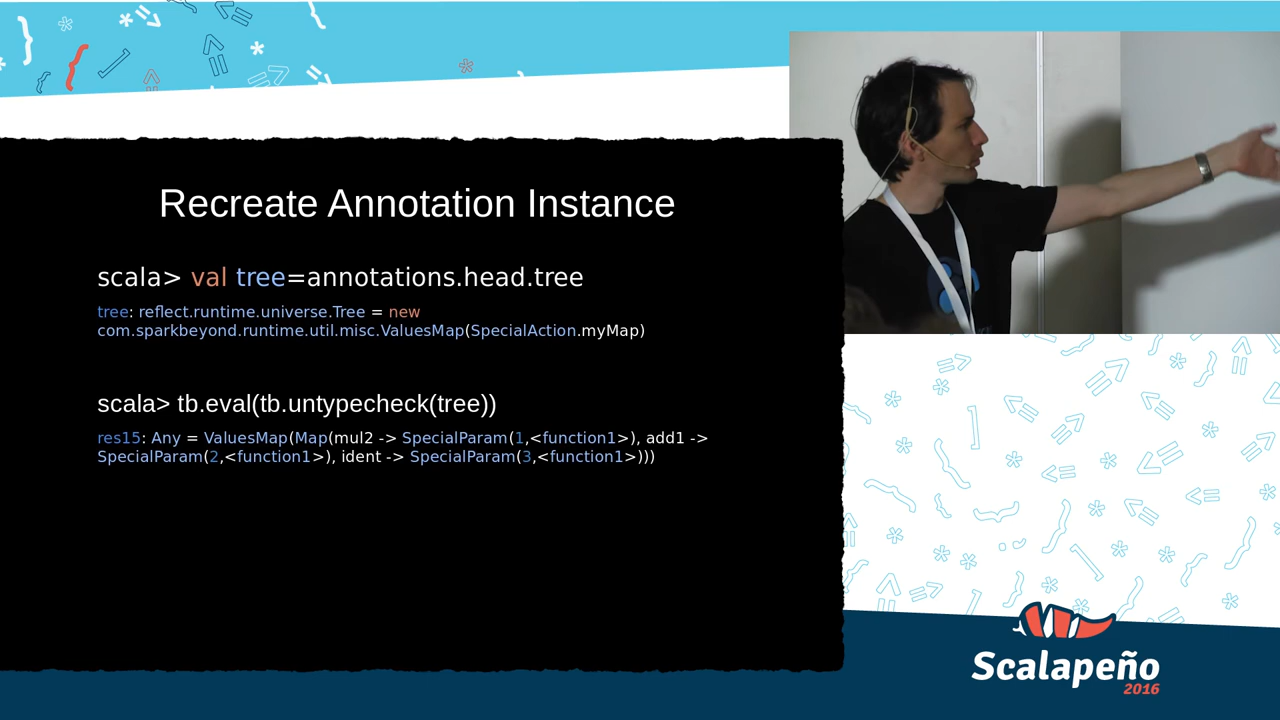 Recreate Annotation Instance
scala> val tree=annotations.head.tree
tree: reflect.runtime.universe.Tree = new
com.sparkbeyond.runtime.util.misc.ValuesMap(SpecialAction.myMap)
scala> tb.eval(tb.untypecheck(tree))
res15: Any = ValuesMap(Map(mul2 -> SpecialParam(1,<function1>), add1 ->
SpecialParam(2,<function1>), ident -> SpecialParam(3,<function1>)))
Scalapeño
2016